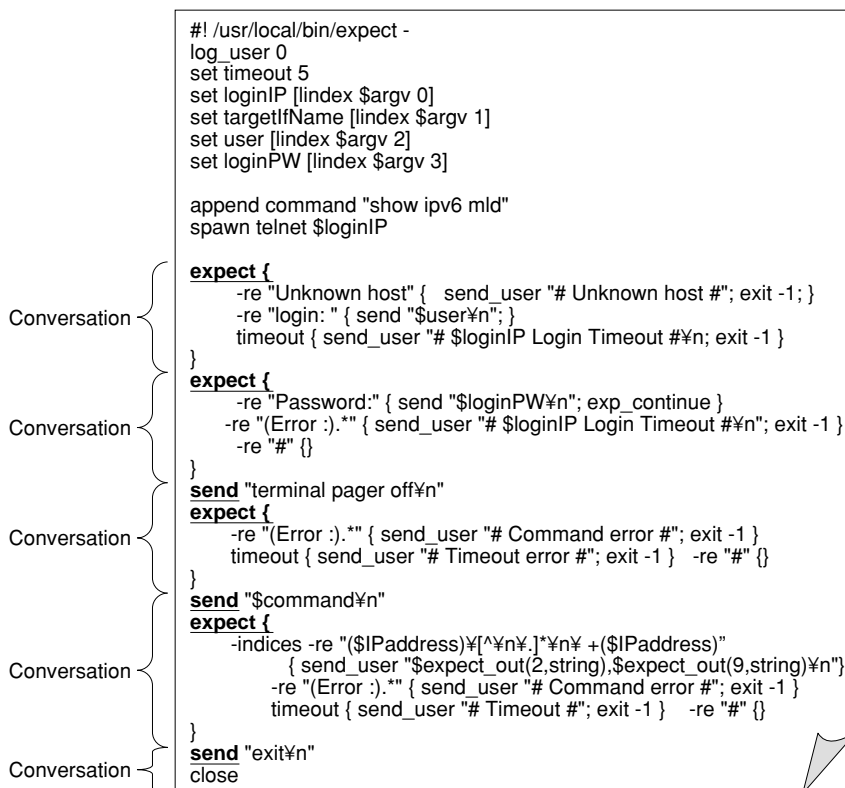 #! /usr/local/bin/expect -
log_user 0
set timeout 5
set loginIP [lindex $argv 0]
set targetIfName [lindex $argv 1]
set user [lindex $argv 2]
set loginPW [lindex $argv 3]
append command "show ipv6 mld"
spawn telnet $loginIP
expect {
-re "Unknown host" { send_user "# Unknown host #"; exit -1; }
Conversation
-re "login: " { send "$user¥n"; }
timeout { send_user "# $loginIP Login Timeout #¥n; exit -1 }
}
expect {
-re "Password:" { send "$loginPW¥n"; exp_continue }
Conversation
-re "(Error :).*" { send_user "# $loginIP Login Timeout #¥n"; exit -1 }
-re "#" {}
}
send "terminal pager off¥n"
expect {
Conversation
-re "(Error :).*" { send_user "# Command error #"; exit -1 }
timeout { send_user "# Timeout error #"; exit -1 } -re "#" {}
}
send "$command¥n"
expect {
Conversation
-indices -re "($IPaddress)¥[^¥n¥.]*¥n¥ +($IPaddress)”
{ send_user "$expect_out(2,string),$expect_out(9,string)¥n"}
-re "(Error :).*" { send_user "# Command error #"; exit -1 }
timeout { send_user "# Timeout #"; exit -1 } -re "#" {}
}
send "exit¥n"
Conversation
close